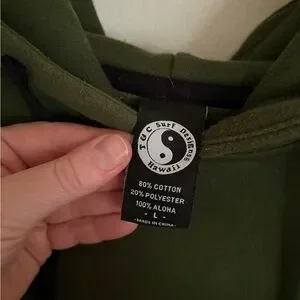 T&C Surf Designs
Hawaii
80% COTTON
20% POLYESTER
100% ALOHA
- L -
- MADE IN CHINA -